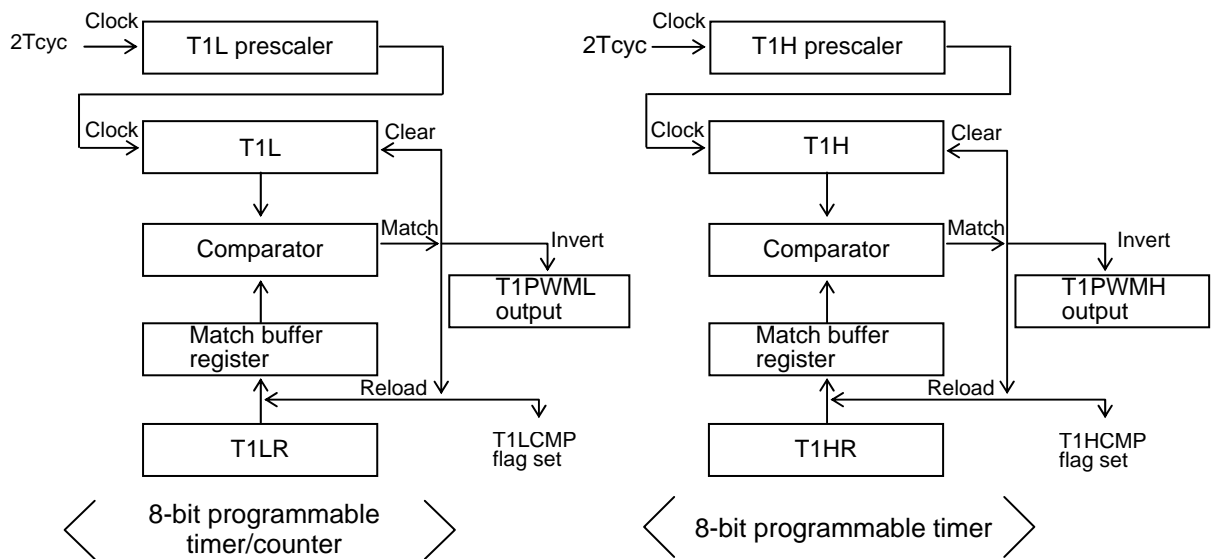 Clock
2Tcyc
T1L prescaler
Clock
T1L
Clear
Comparator
Match
Invert
T1PWML
output
Match buffer
register
Reload
T1LR
T1LCMP
flag set
8-bit programmable
timer/counter
Clock
2Tcyc
T1H prescaler
Clock
T1H
Clear
Comparator
Match
Invert
T1PWMH
output
Match buffer
register
Reload
T1HR
T1HCMP
flag set
8-bit programmable timer